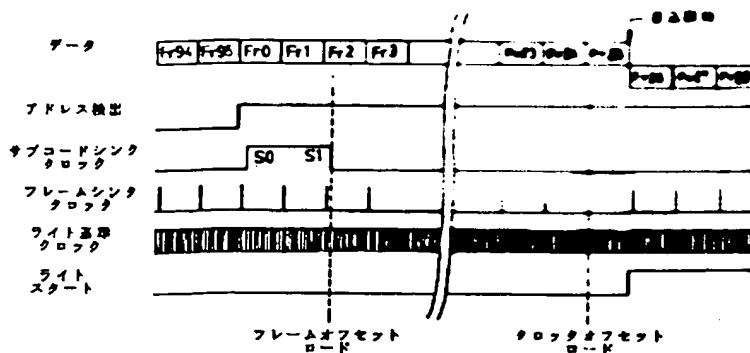 データ
Fr94 Fr95 Fr0 Fr1 Fr2 Fr3
アドレス検出
サブコードシンク
クロック
S0 S1
フレームシンク
クロック
ライト基準
クロック
ライト
スタート
フレームオフセット
ロード
クロックオフセット
ロード